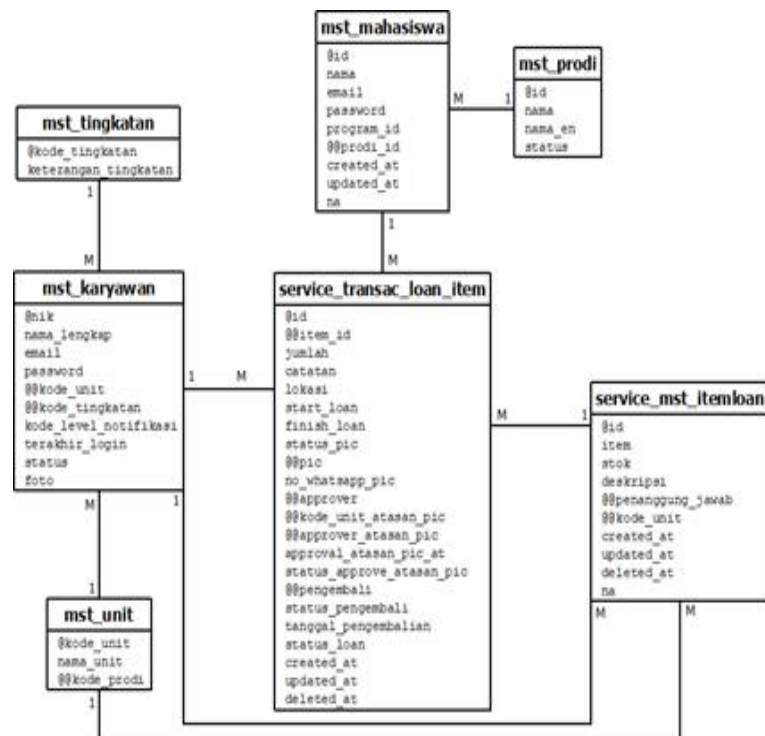 mst_mahasiswa
@id
nama
email
password
program_id
@@prodi_id
created_at
updated_at
na
M
1
mst_prodi
@id
nama
nama_en
status
mst_tingkatan
@kode_tingkatan
keterangan_tingkatan
1
M
1
M
mst_karyawan
@nik
nama_lengkap
email
password
@@kode_unit
@@kode_tingkatan
kode_level_notifikasi
terakhir_login
status
foto
1
M
service_transac_loan_item
@id
@@item_id
jumlah
catatan
lokasi
start_loan
finish_loan
status_pic
@@pic
no_whatsapp_pic
@@approver
@@kode_unit_atasan_pic
@@approver_atasan_pic
approval_atasan_pic_at
status_approve_atasan_pic
@@pengembali
status_pengembali
tanggal_pengembalian
status_loan
created_at
updated_at
deleted_at
M
1
service_mst_itemloan
@id
item
stok
deskripsi
@@penanggung_jawab
@@kode_unit
created_at
updated_at
deleted_at
na
M
M
M
1
1
mst_unit
@kode_unit
nama_unit
@@kode_prodi
1